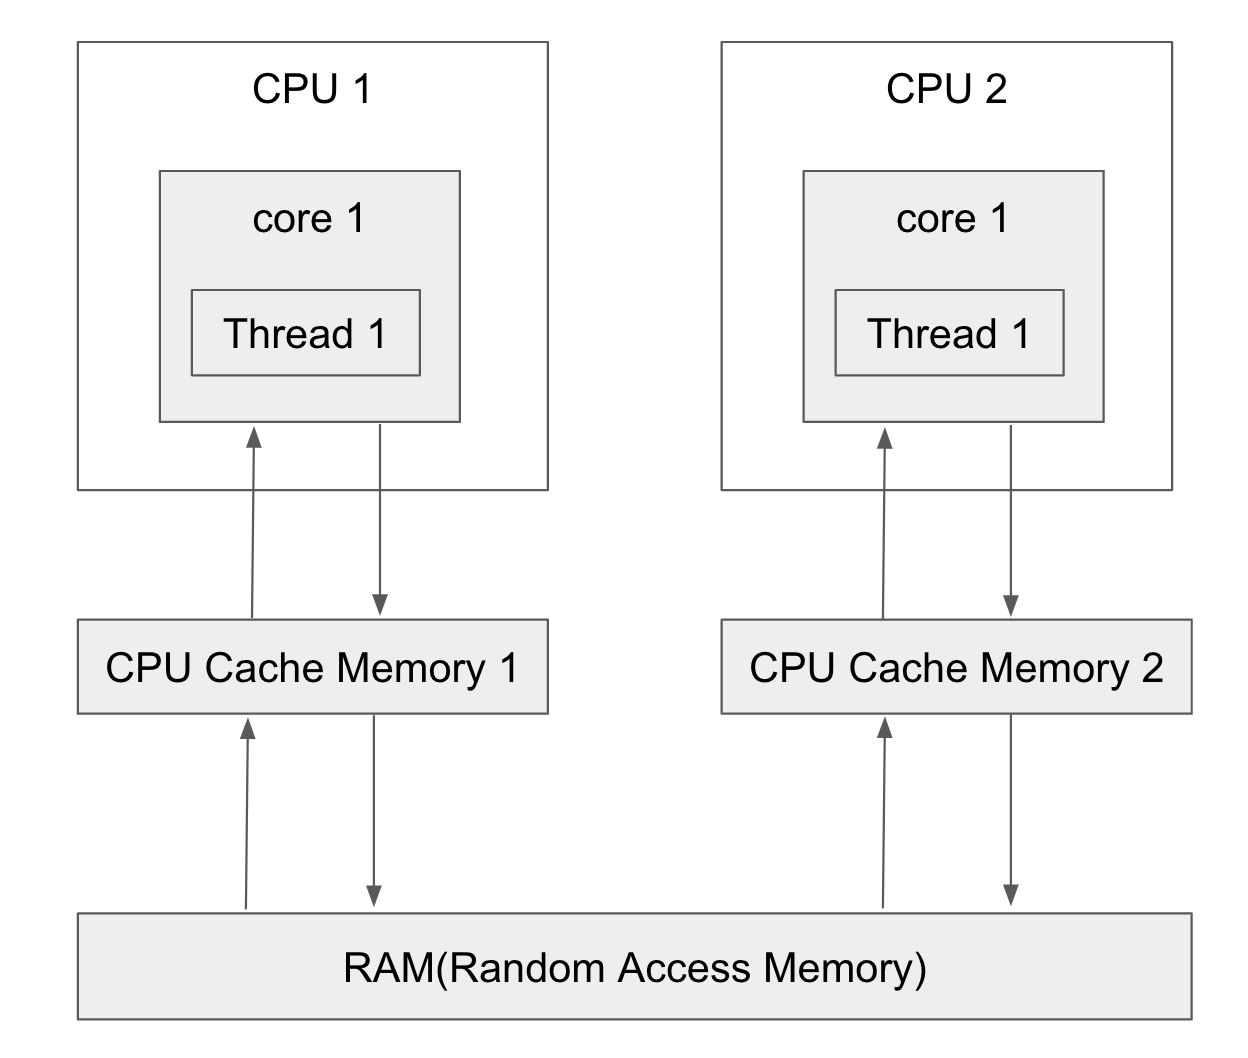 CPU 1
core 1
Thread 1
CPU 2
core 1
Thread 1
CPU Cache Memory 1
CPU Cache Memory 2
RAM(Random Access Memory)